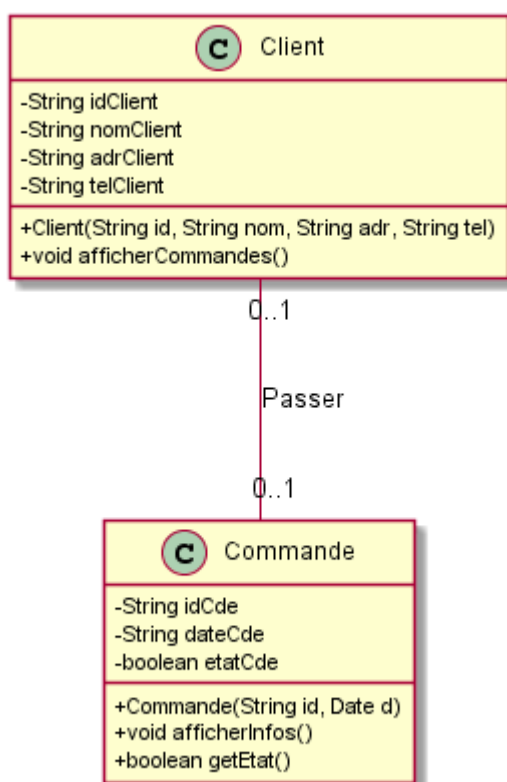 C Client
-String idClient
-String nomClient
-String adrClient
-String telClient
+Client(String id, String nom, String adr, String tel)
+void afficherCommandes()
0..1
Passer
0..1
C Commande
-String idCde
-String dateCde
-boolean etatCde
+Commande(String id, Date d)
+void afficherInfos()
+boolean getEtat()